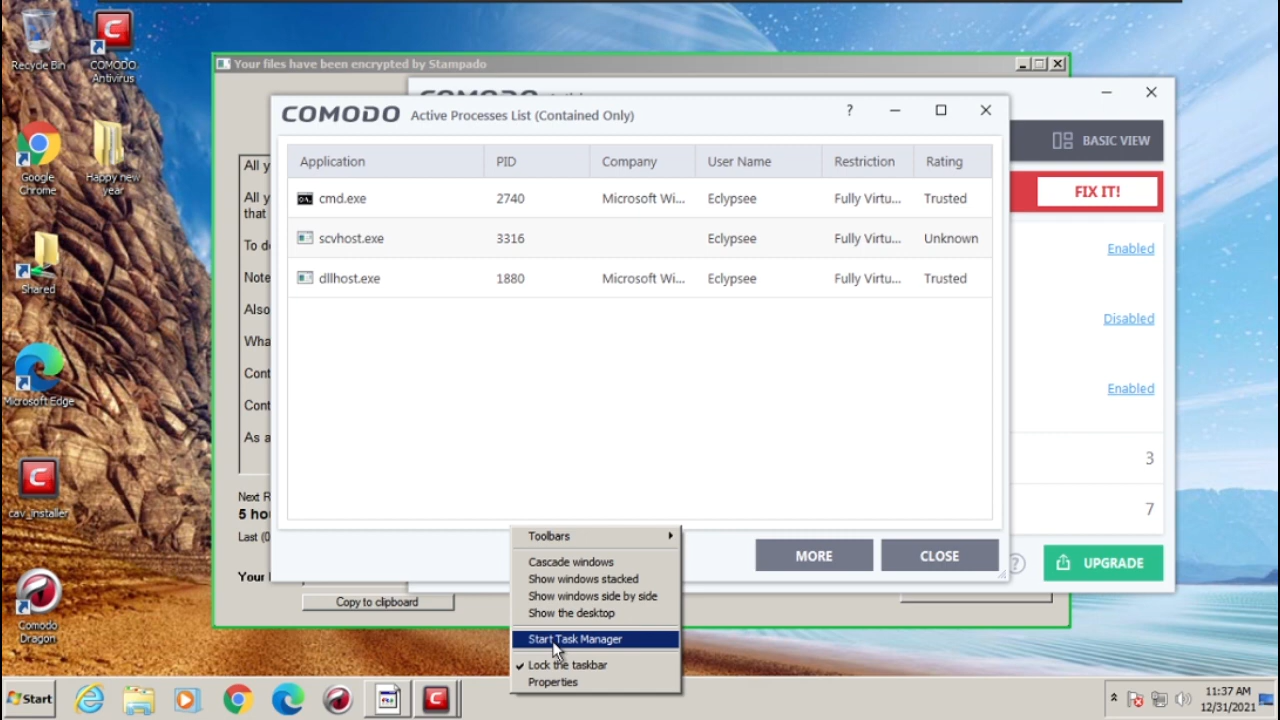 Recycle Bin
COMODO
Antivirus
Google
Chrome
Happy new
year
Shared
Microsoft Edge
cav_installer
Comodo
Dragon
Your files have been encrypted by Stampado
All y
All y
that
To de
Note
Also
Wha
Cont
Cont
As a
Next R
5 hou
Last (0
Your
Copy to clipboard
COMODO
BASIC VIEW
FIX IT!
Enabled
Disabled
Enabled
3
7
?
UPGRADE
COMODO Active Processes List (Contained Only)
?
Application PID Company User Name Restriction Rating
cmd.exe 2740 Microsoft Wi... Eclypsee Fully Virtu... Trusted
scvhost.exe 3316 Eclypsee Fully Virtu... Unknown
dllhost.exe 1880 Microsoft Wi... Eclypsee Fully Virtu... Trusted
MORE
CLOSE
Toolbars
Cascade windows
Show windows stacked
Show windows side by side
Show the desktop
Start Task Manager
Lock the taskbar
Properties
Start
11:37 AM
12/31/2021